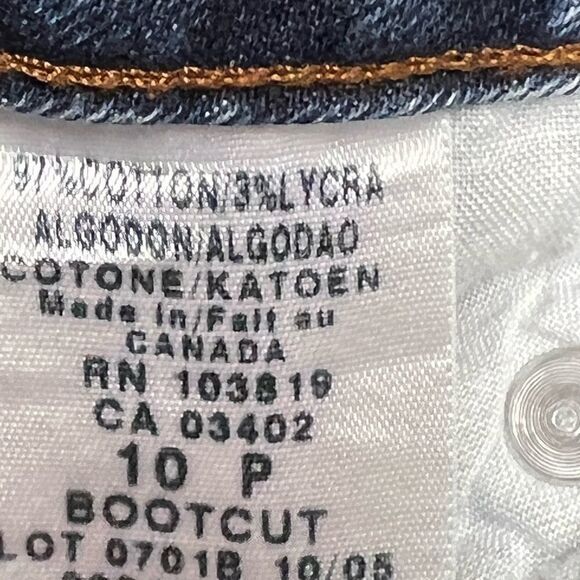 COTTON/3%LYCRA
ALGODON/ALGODAO
COTONE/KATOEN
Made in/Fait au
CANADA
RN 103819
CA 03402
10 P
BOOTCUT
LOT 0701B 10/05